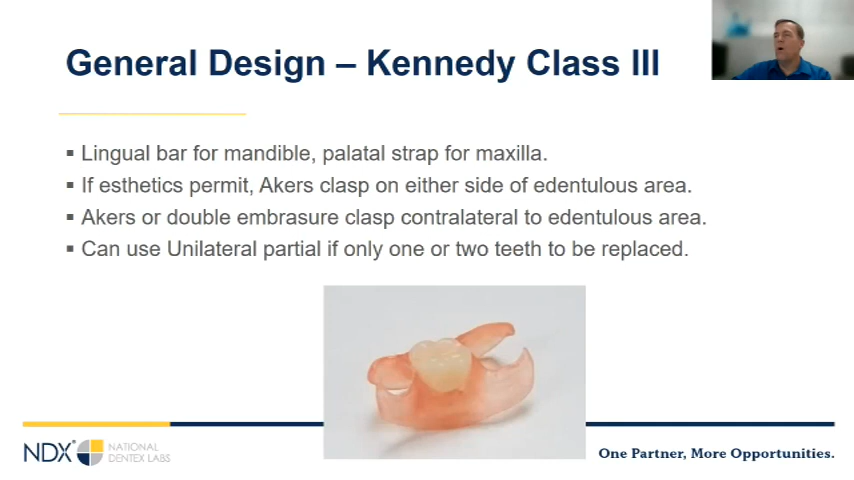 General Design – Kennedy Class III
▪ Lingual bar for mandible, palatal strap for maxilla.
▪ If esthetics permit, Akers clasp on either side of edentulous area.
▪ Akers or double embrasure clasp contralateral to edentulous area.
▪ Can use Unilateral partial if only one or two teeth to be replaced.
NDX®
NATIONAL
DENTEX LABS
One Partner, More Opportunities.